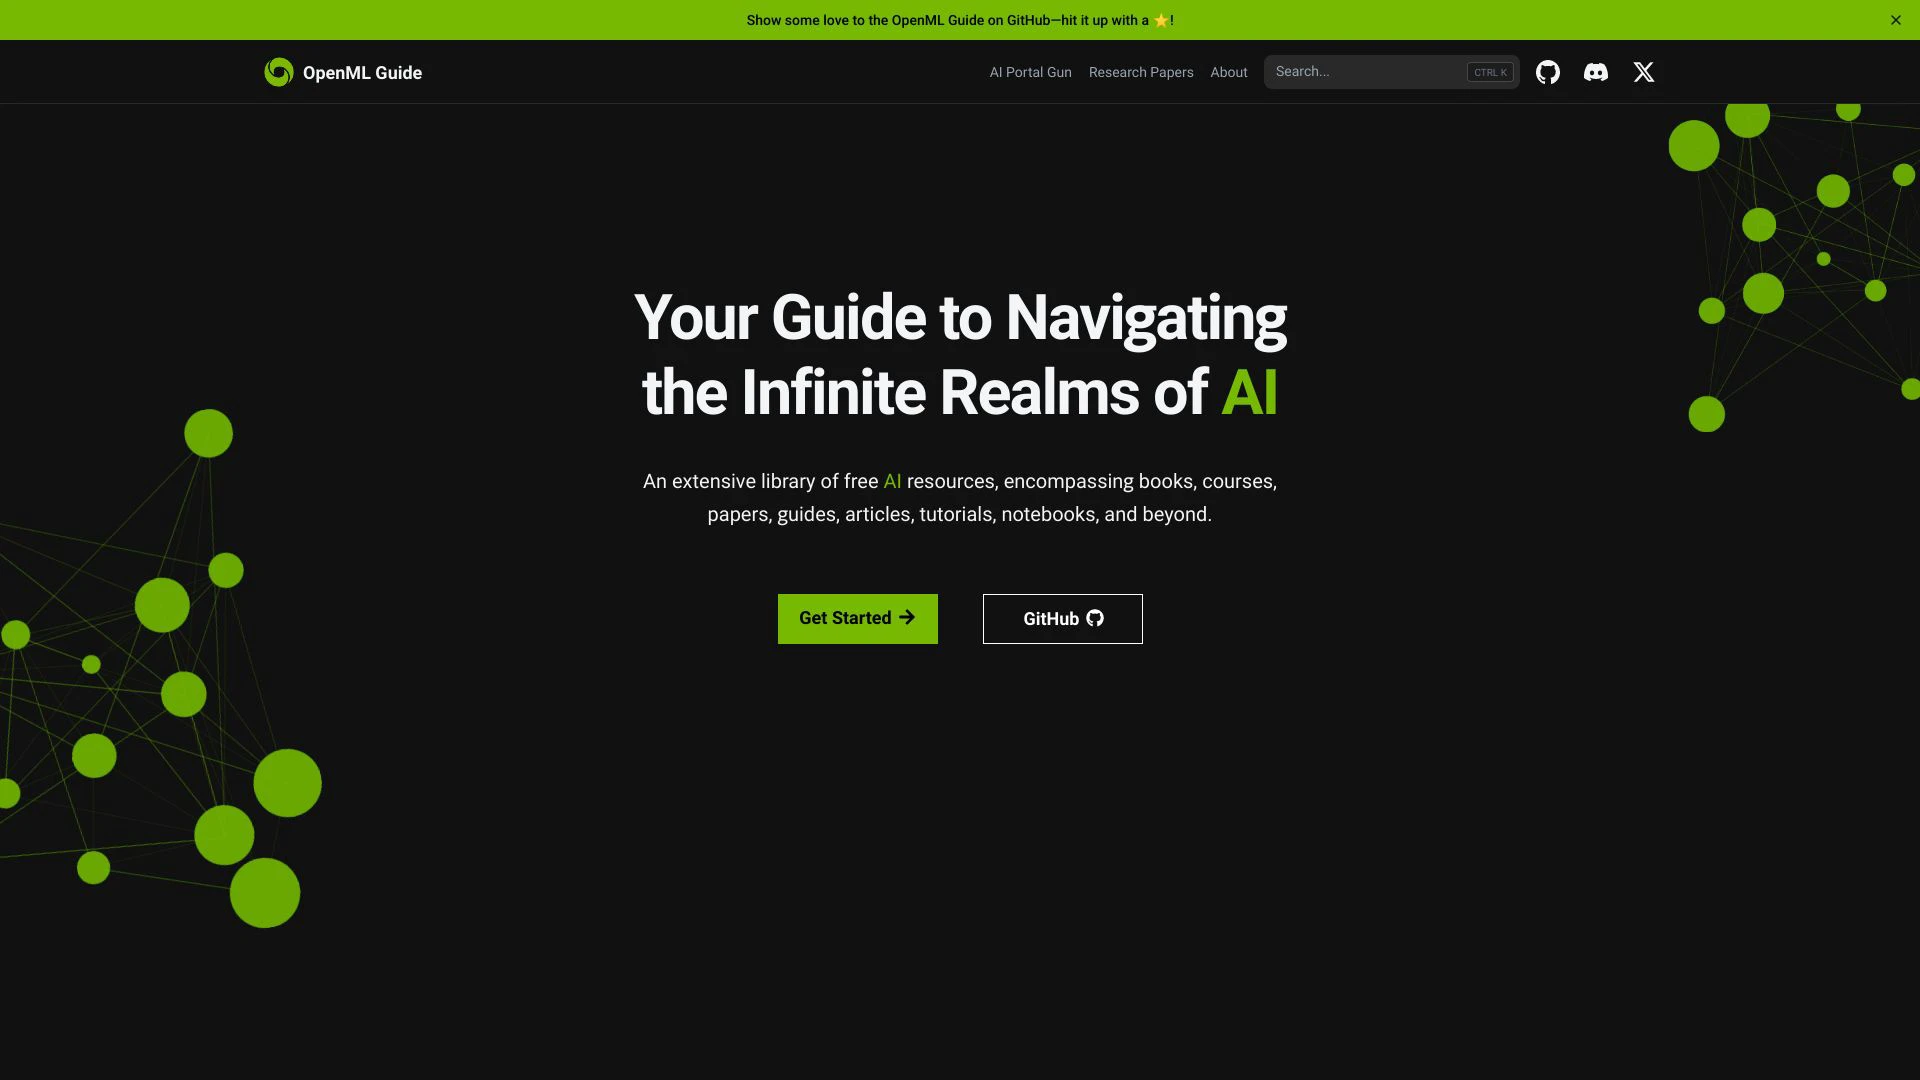 Show some love to the OpenML Guide on GitHub—hit it up with a ⭐!
OpenML Guide
AI Portal Gun
Research Papers
About
Search...
CTRL K
Your Guide to Navigating
the Infinite Realms of AI
An extensive library of free AI resources, encompassing books, courses,
papers, guides, articles, tutorials, notebooks, and beyond.
Get Started →
GitHub